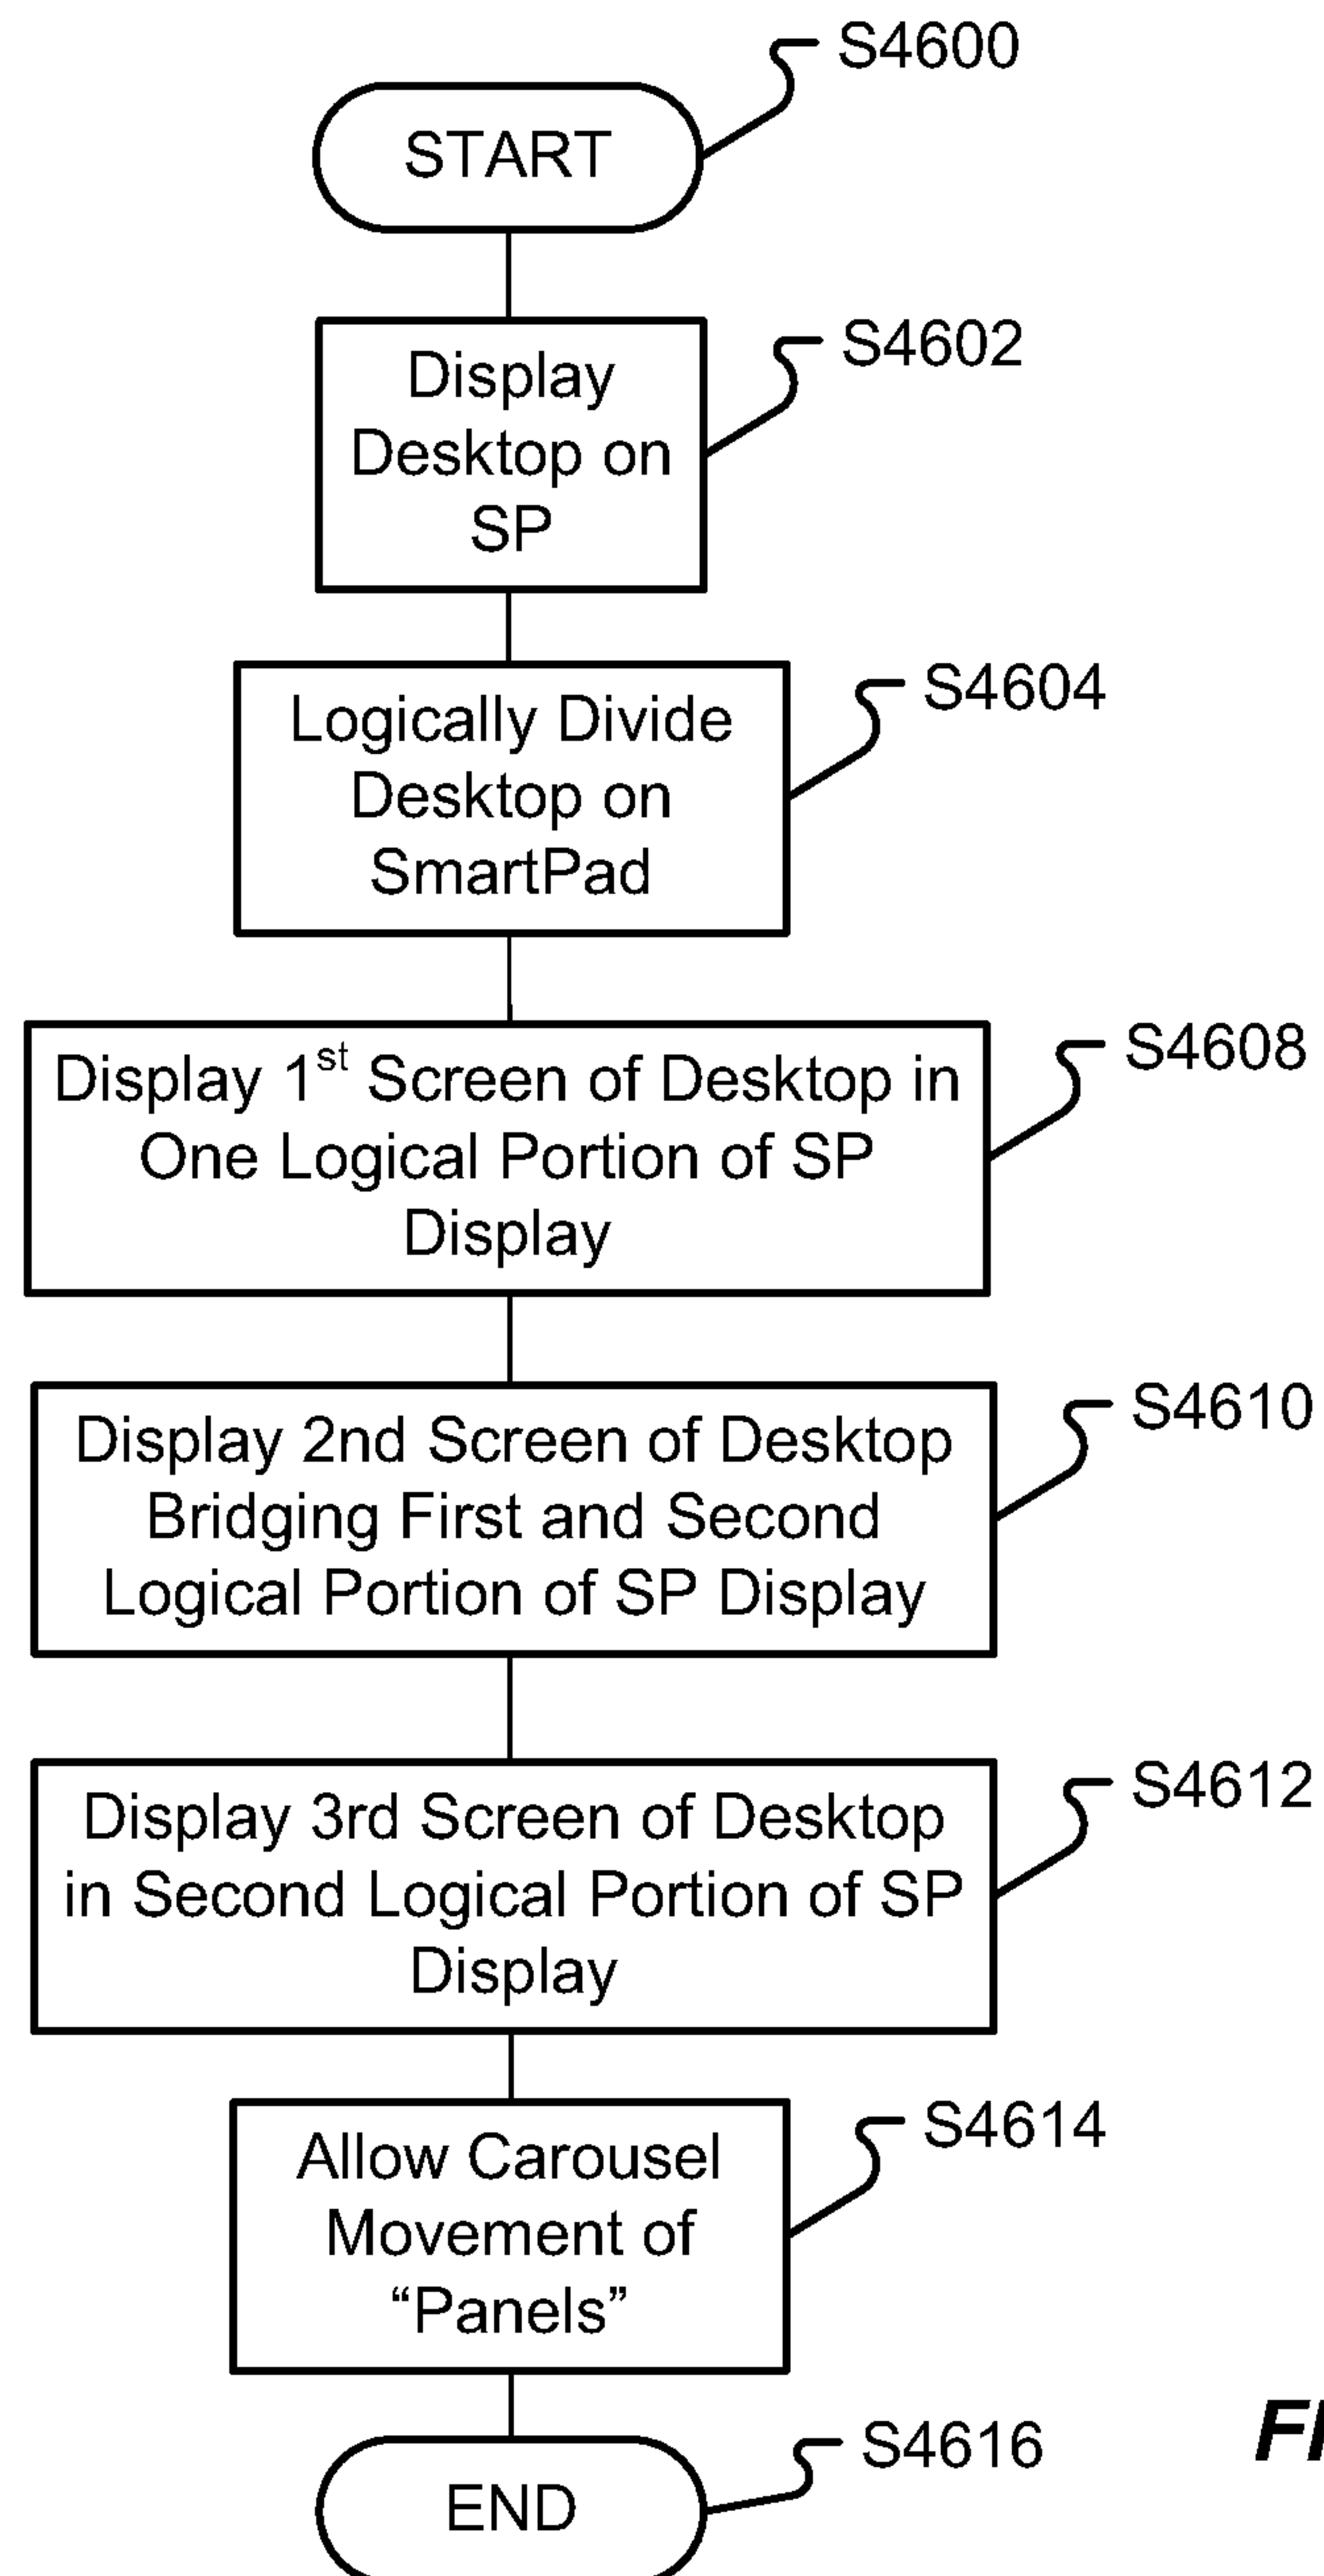 S4600
START
S4602
Display
Desktop on
SP
S4604
Logically Divide
Desktop on
SmartPad
S4608
Display 1st Screen of Desktop in
One Logical Portion of SP
Display
S4610
Display 2nd Screen of Desktop
Bridging First and Second
Logical Portion of SP Display
S4612
Display 3rd Screen of Desktop
in Second Logical Portion of SP
Display
S4614
Allow Carousel
Movement of
“Panels”
S4616
END